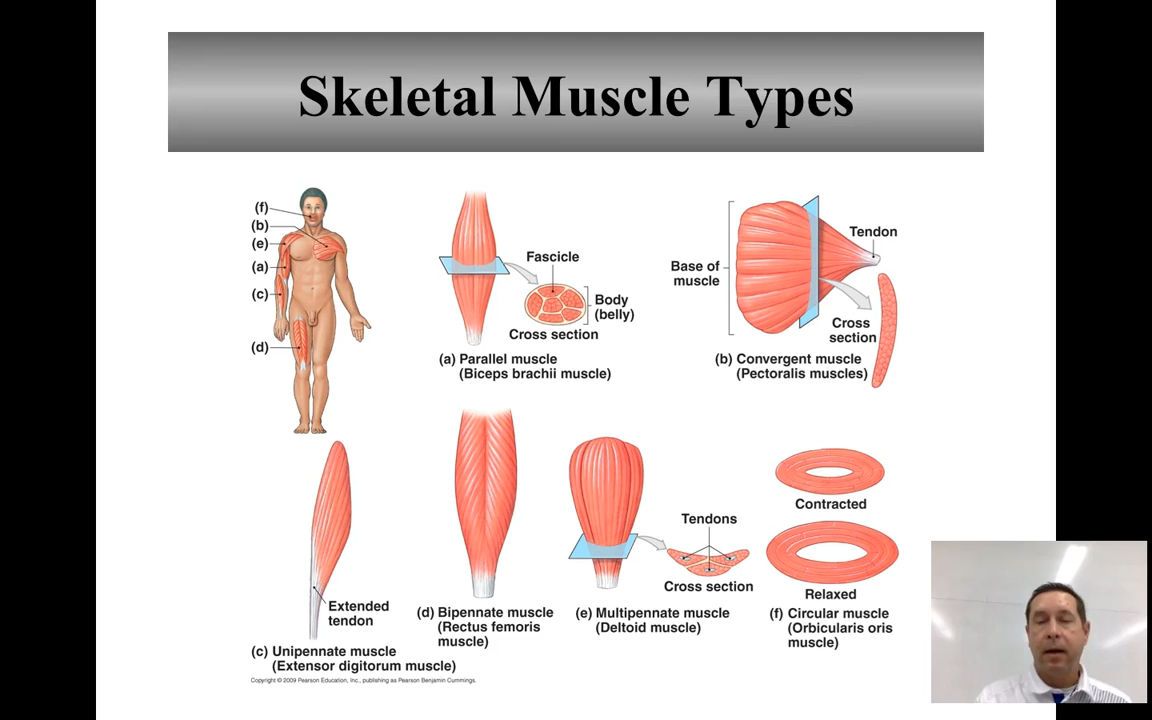 Skeletal Muscle Types
(f)
(b)
(e)
(a)
(c)
(d)
Fascicle
Body
(belly)
Cross section
(a) Parallel muscle
(Biceps brachii muscle)
Base of
muscle
Tendon
Cross
section
(b) Convergent muscle
(Pectoralis muscles)
Extended
tendon
(c) Unipennate muscle
(Extensor digitorum muscle)
(d) Bipennate muscle
(Rectus femoris
muscle)
Tendons
Cross section
(e) Multipennate muscle
(Deltoid muscle)
Contracted
Relaxed
(f) Circular muscle
(Orbicularis oris
muscle)
Copyright © 2009 Pearson Education, Inc., publishing as Pearson Benjamin Cummings.